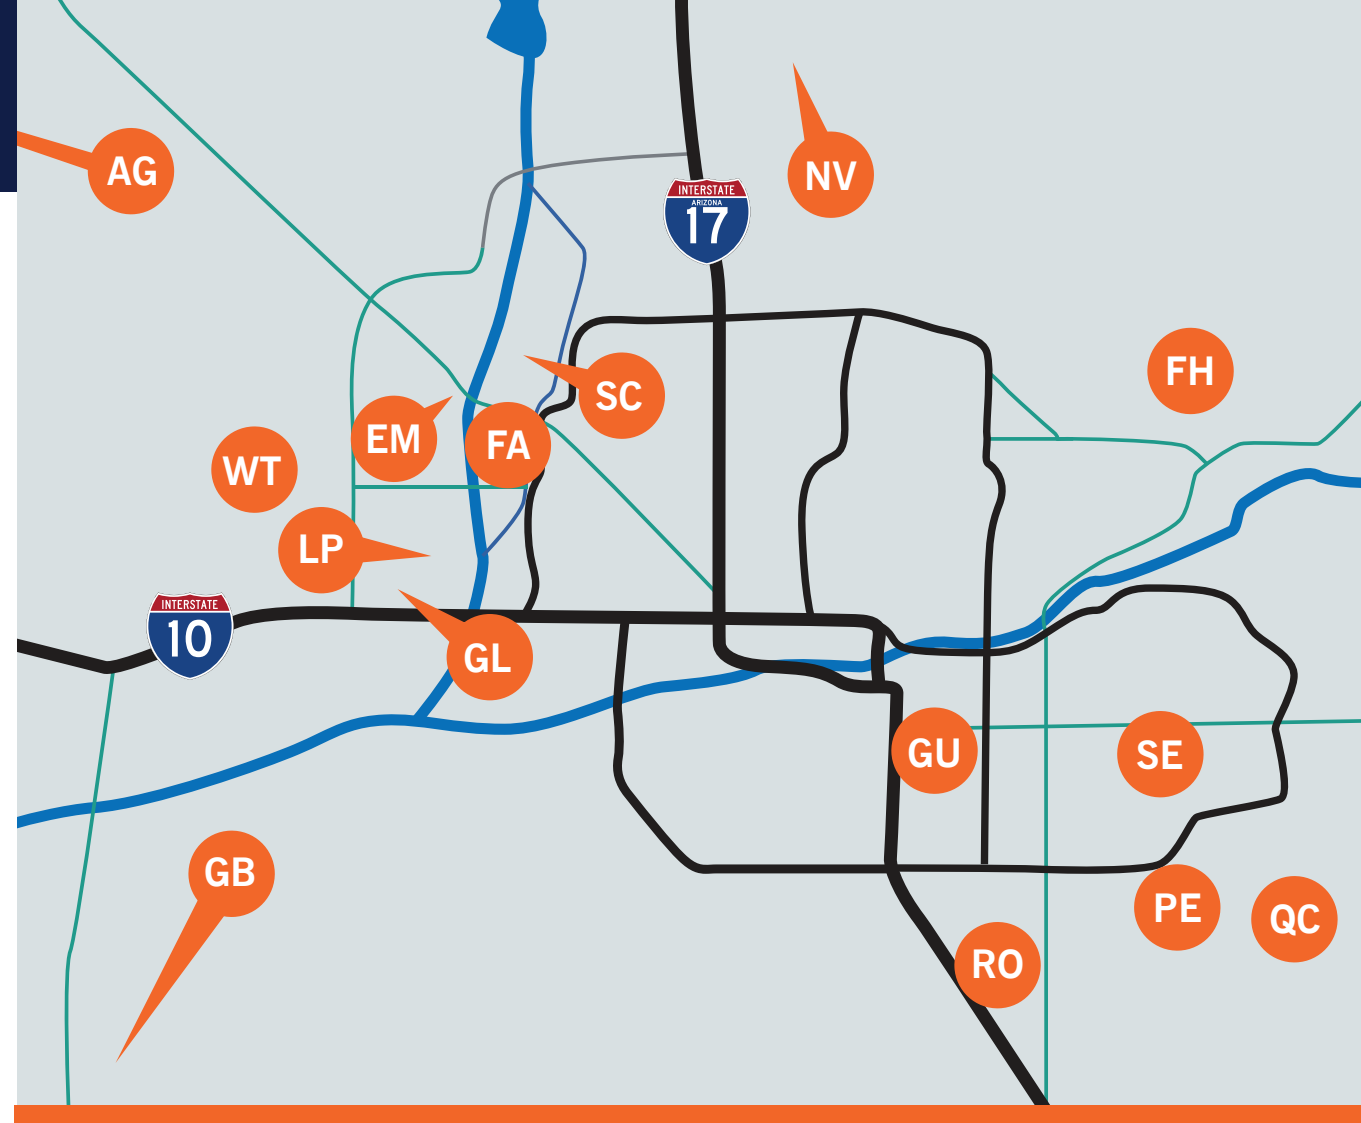 AG
NV
INTERSTATE
ARIZONA
17
FH
SC
EM
FA
WT
LP
INTERSTATE
10
GL
GU
SE
GB
PE
QC
RO